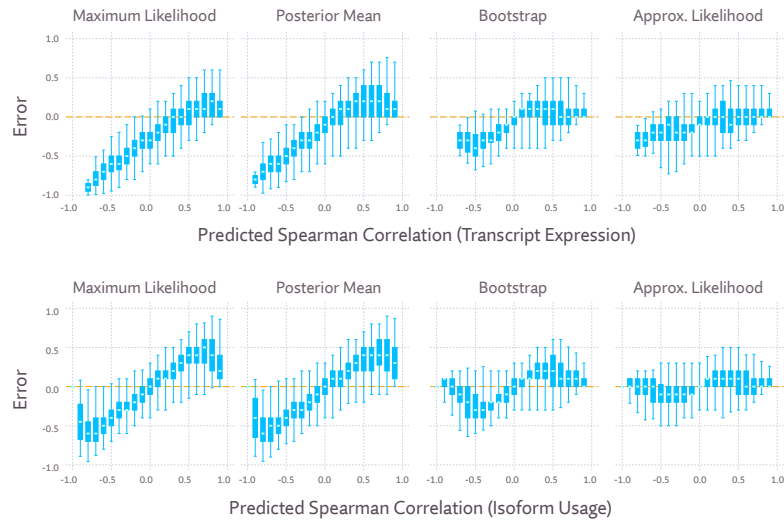 Maximum Likelihood Posterior Mean Bootstrap Approx. Likelihood
1.0
0.5
Error
0.0
-0.5
-1.0
-1.0 -0.5 0.0 0.5 1.0 -1.0 -0.5 0.0 0.5 1.0 -1.0 -0.5 0.0 0.5 1.0 -1.0 -0.5 0.0 0.5 1.0
Predicted Spearman Correlation (Transcript Expression)
Maximum Likelihood Posterior Mean Bootstrap Approx. Likelihood
1.0
0.5
Error
0.0
-0.5
-1.0
-1.0 -0.5 0.0 0.5 1.0 -1.0 -0.5 0.0 0.5 1.0 -1.0 -0.5 0.0 0.5 1.0 -1.0 -0.5 0.0 0.5 1.0
Predicted Spearman Correlation (Isoform Usage)